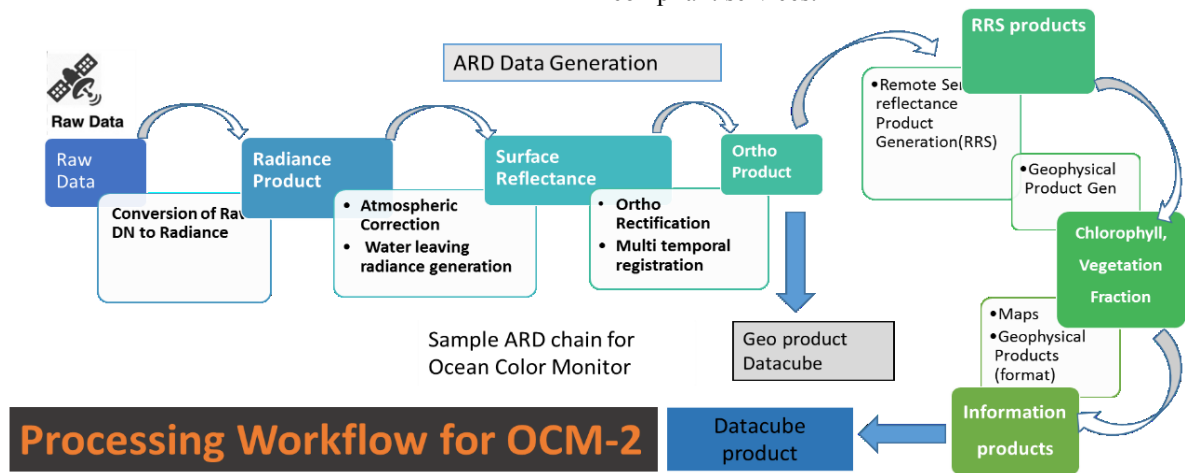 ARD Data Generation
Raw Data
Raw
Data
Conversion of
DN to Radiance
Radiance
Product
• Atmospheric
Correction
• Water leaving
radiance generation
Surface
Reflectance
• Ortho
Rectification
• Multi temporal
registration
Ortho
Product
RRS products
•Remote
reflectance
Product
Generation(RRS)
•Geophysical
Product Gen
Chlorophyll,
Vegetation
Fraction
•Maps
•Geophysical
Products
(format)
Information
products
Sample ARD chain for
Ocean Color Monitor
Geo product
Datacube
Datacube
product
Processing Workflow for OCM-2